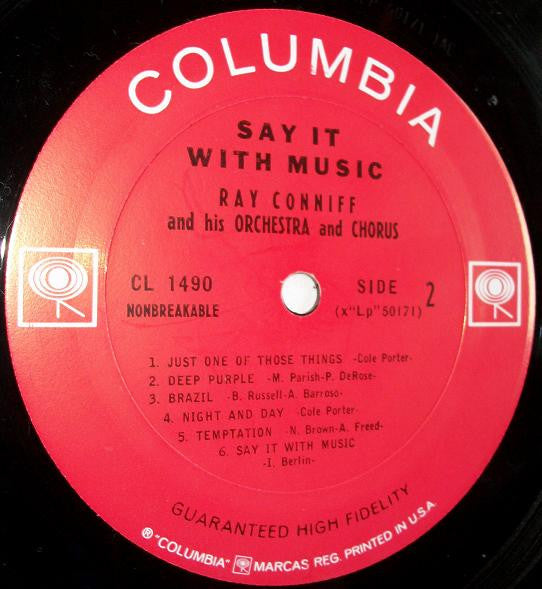 COLUMBIA
SAY IT
WITH MUSIC
RAY CONNIFF
and his ORCHESTRA and CHORUS
CL 1490
NONBREAKABLE
SIDE 2
(x"Lp"50171)
1. JUST ONE OF THOSE THINGS -Cole Porter-
2. DEEP PURPLE -M. Parish-P. DeRose-
3. BRAZIL -B. Russell-A. Barroso-
4. NIGHT AND DAY -Cole Porter-
5. TEMPTATION -N. Brown-A. Freed-
6. SAY IT WITH MUSIC
-I. Berlin-
GUARANTEED HIGH FIDELITY
® "COLUMBIA" MARCAS REG. PRINTED IN U.S.A.